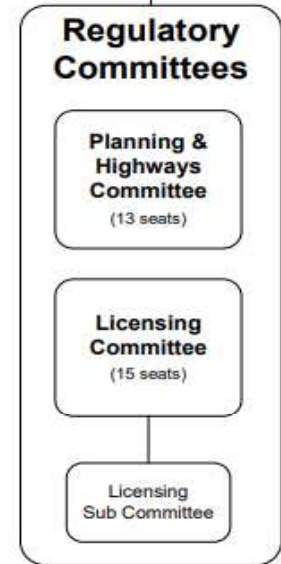 Regulatory
Committees
Planning &
Highways
Committee
(13 seats)
Licensing
Committee
(15 seats)
Licensing
Sub Committee